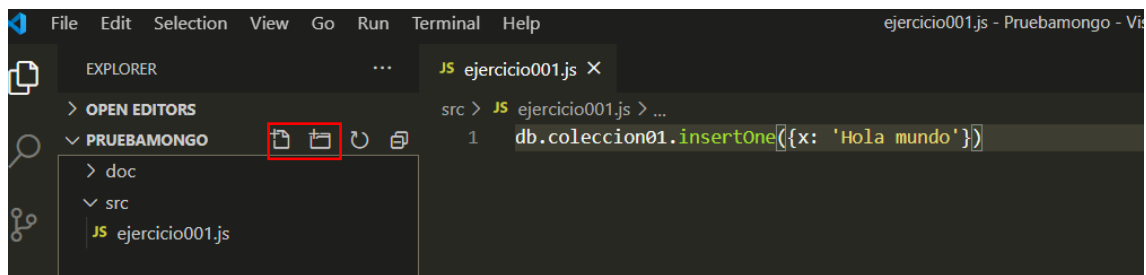 File Edit Selection View Go Run Terminal Help ejercicio001.js - Pruebamongo - Vis
EXPLORER ...
JS ejercicio001.js ×
> OPEN EDITORS
src > JS ejercicio001.js > ...
PRUEBAMONGO
1 db.coleccion01.insertOne({x: 'Hola mundo'})
> doc
src
JS ejercicio001.js